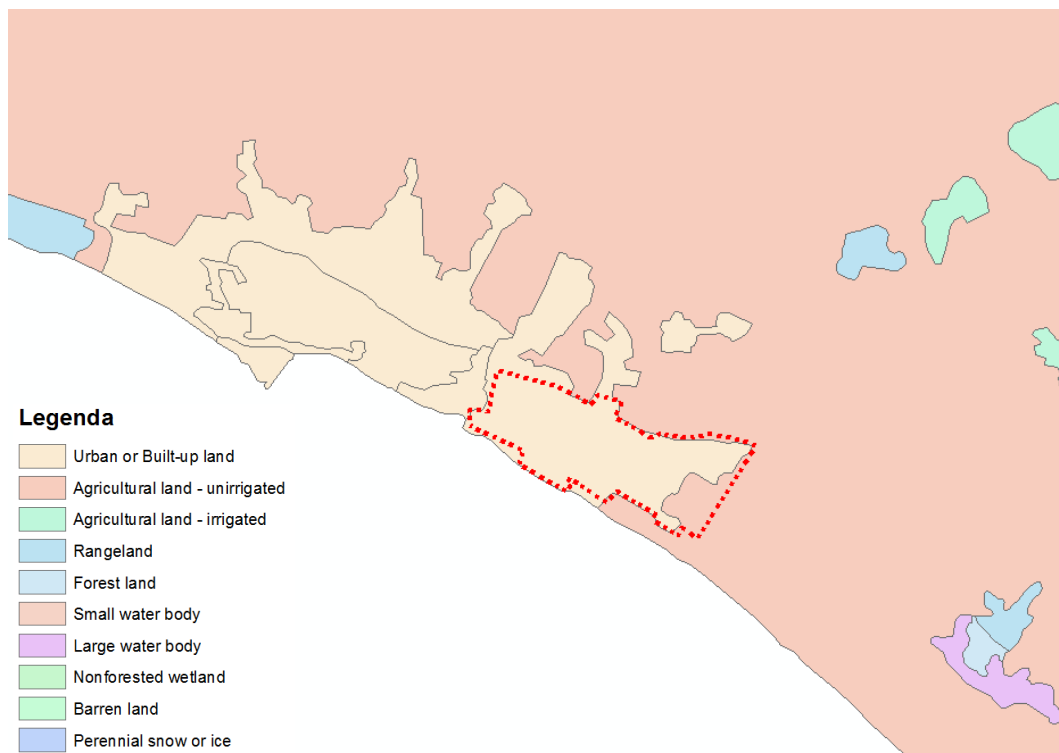 Legenda
Urban or Built-up land
Agricultural land - unirrigated
Agricultural land - irrigated
Rangeland
Forest land
Small water body
Large water body
Nonforested wetland
Barren land
Perennial snow or ice